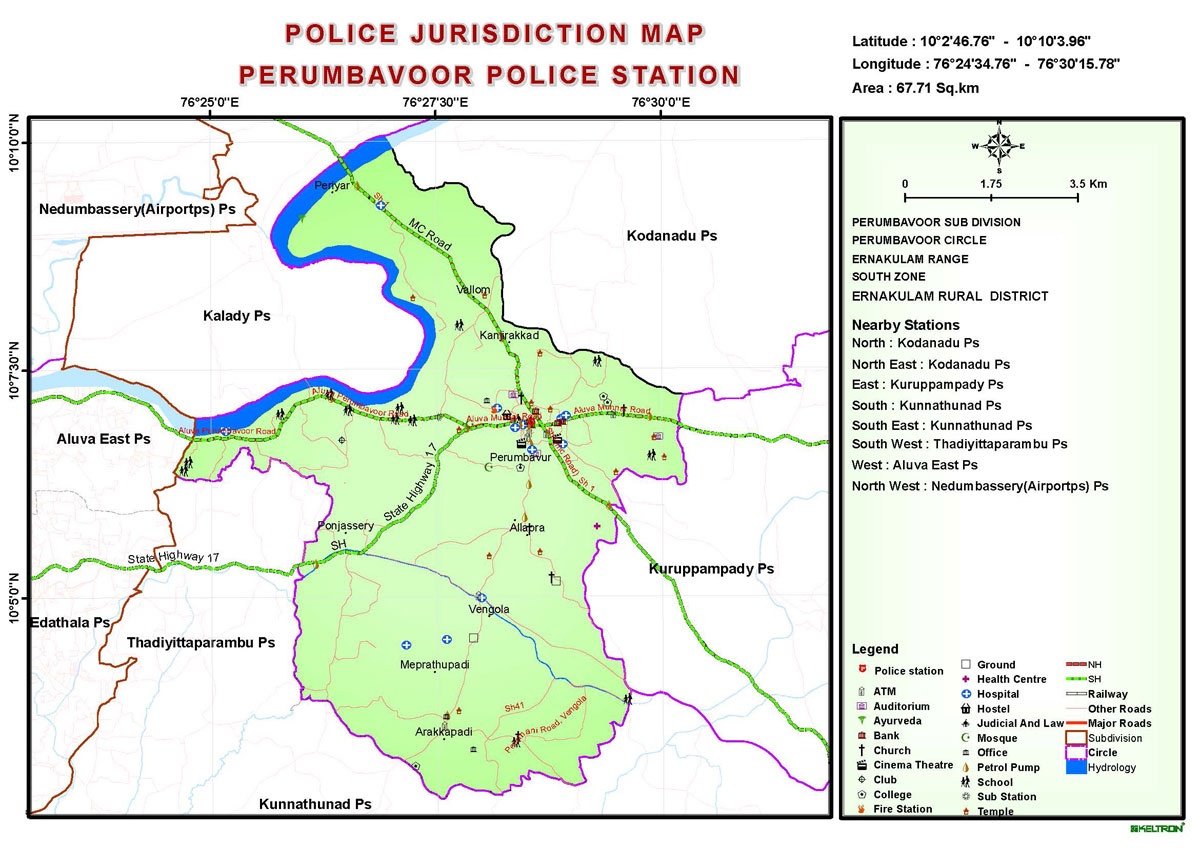 POLICE JURISDICTION MAP
PERUMBAVOOR POLICE STATION
Latitude : 10°2'46.76" - 10°10'3.96"
Longitude : 76°24'34.76" - 76°30'15.78"
Area : 67.71 Sq.km
76°25'0"E
76°27'30"E
76°30'0"E
10°10'0"N
10°7'30"N
10°5'0"N
Periyar
MC Road
Nedumbassery(Airportps) Ps
Kodanadu Ps
Vallom
Kalady Ps
Kanjirakkad
Aluva Perumbavoor Road
Aluva Munnar Road
Aluva East Ps
Perumbavur
State Highway 17
Ponjassery
Allapra
SH
State Highway 17
Kuruppampady Ps
Vengola
Edathala Ps
Thadiyittaparambu Ps
Meprathupadi
Sh41
Arakkapadi
Kunnathunad Ps
N
W
E
S
0
1.75
3.5 Km
PERUMBAVOOR SUB DIVISION
PERUMBAVOOR CIRCLE
ERNAKULAM RANGE
SOUTH ZONE
ERNAKULAM RURAL DISTRICT
Nearby Stations
North : Kodanadu Ps
North East : Kodanadu Ps
East : Kuruppampady Ps
South : Kunnathunad Ps
South East : Kunnathunad Ps
South West : Thadiyittaparambu Ps
West : Aluva East Ps
North West : Nedumbassery(Airportps) Ps
Legend
Police station
ATM
Auditorium
Ayurveda
Bank
Church
Cinema Theatre
Club
College
Fire Station
Ground
Health Centre
Hospital
Hostel
Judicial And Law
Mosque
Office
Petrol Pump
School
Sub Station
Temple
NH
SH
Railway
Other Roads
Major Roads
Subdivision
Circle
Hydrology
KELTRON